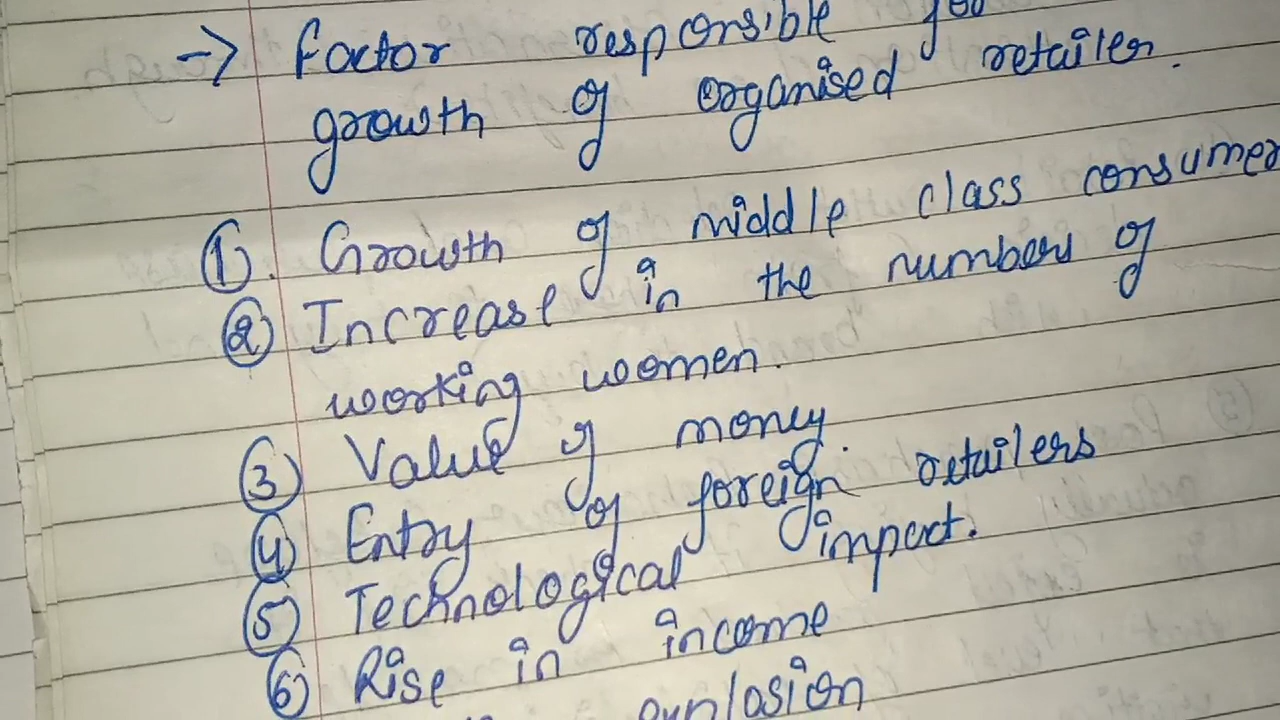 -> Factor responsible for
growth of organised retailer.
①. Growth of middle class consumer
② Increase in the numbers of
working women.
③ Value of money.
④ Entry of foreign retailers
⑤ Technological impact.
⑥ Rise in income
explosion